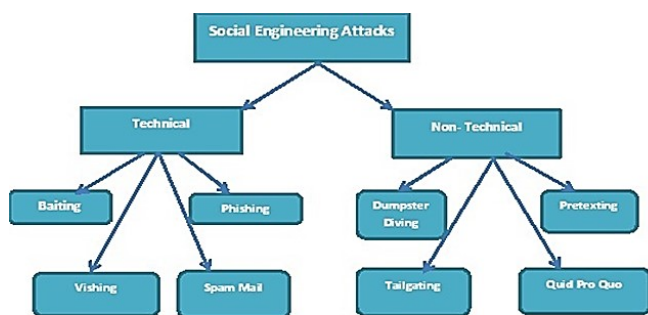 Social Engineering Attacks
Technical
Non- Technical
Baiting
Phishing
Dumpster
Diving
Pretexting
Vishing
Spam Mail
Tailgating
Quid Pro Quo